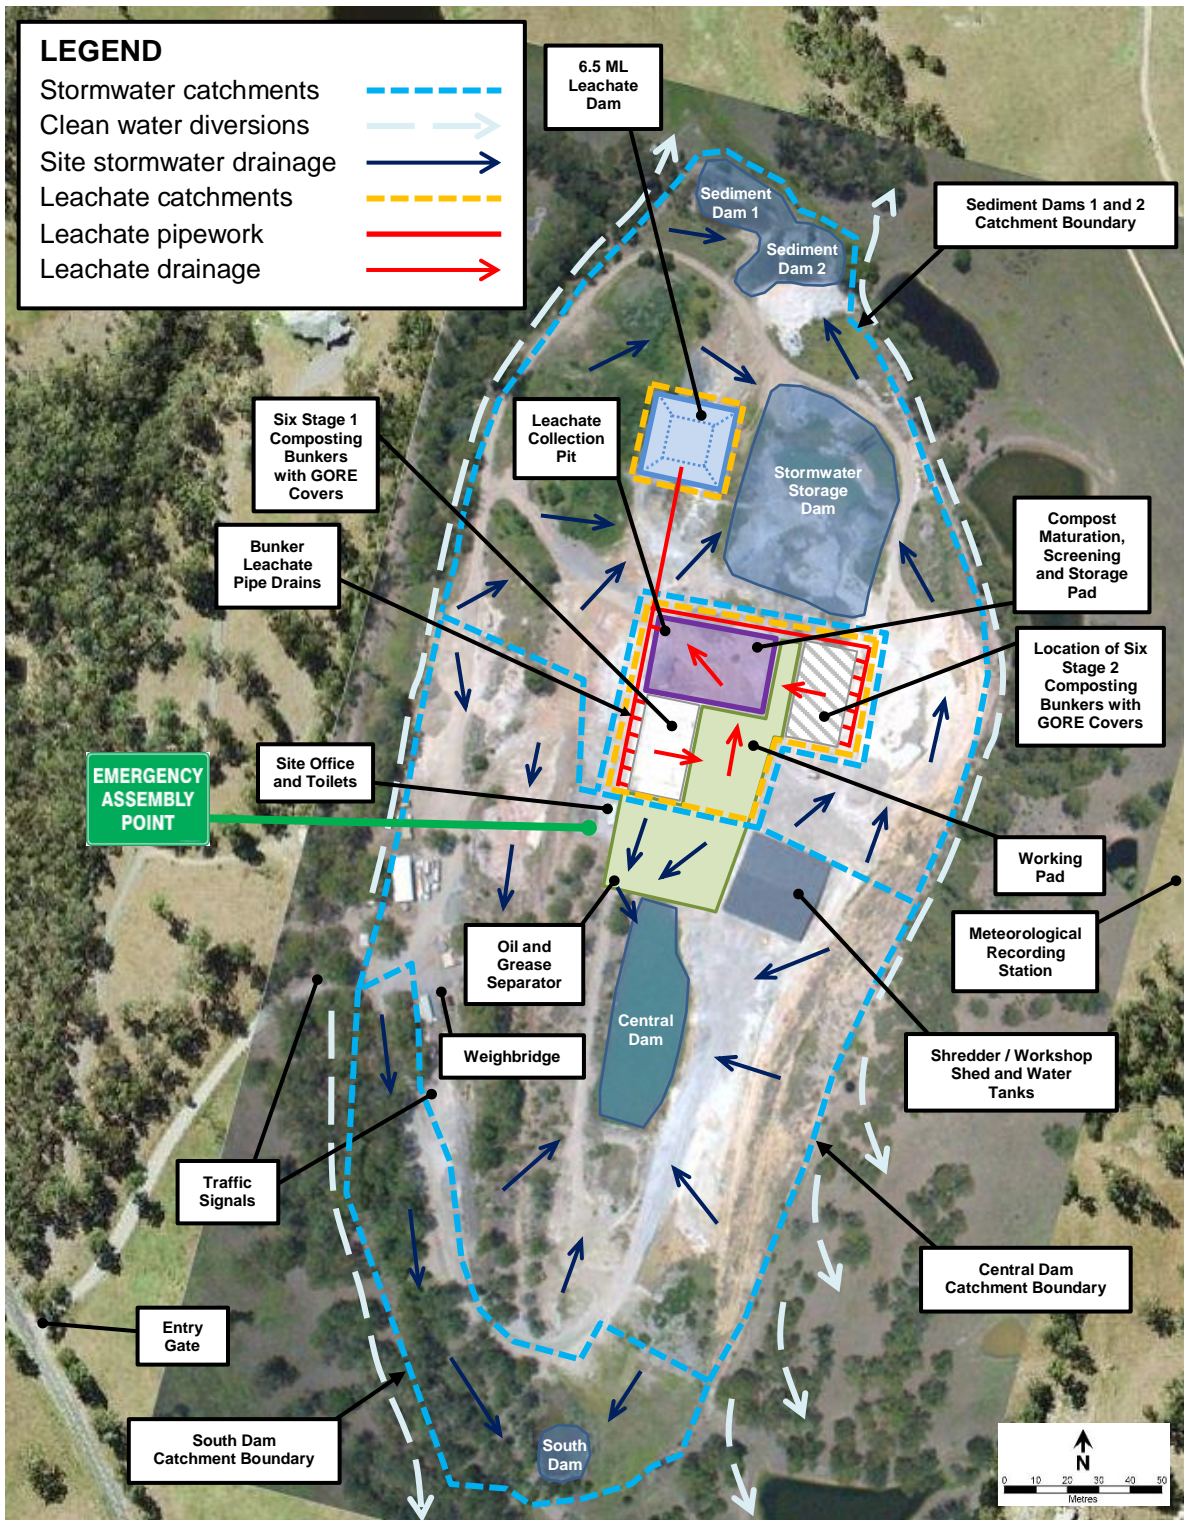 LEGEND
Stormwater catchments
Clean water diversions
Site stormwater drainage
Leachate catchments
Leachate pipework
Leachate drainage
6.5 ML
Leachate
Dam
Sediment
Dam 1
Sediment
Dam 2
Sediment Dams 1 and 2
Catchment Boundary
Six Stage 1
Composting
Bunkers
with GORE
Covers
Leachate
Collection
Pit
Stormwater
Storage
Dam
Compost
Maturation,
Screening
and Storage
Pad
Bunker
Leachate
Pipe Drains
Location of Six
Stage 2
Composting
Bunkers with
GORE Covers
Site Office
and Toilets
EMERGENCY
ASSEMBLY
POINT
Working
Pad
Oil and
Grease
Separator
Meteorological
Recording
Station
Central
Dam
Weighbridge
Shredder / Workshop
Shed and Water
Tanks
Traffic
Signals
Central Dam
Catchment Boundary
Entry
Gate
South Dam
Catchment Boundary
South
Dam
N
0 10 20 30 40 50
Metres